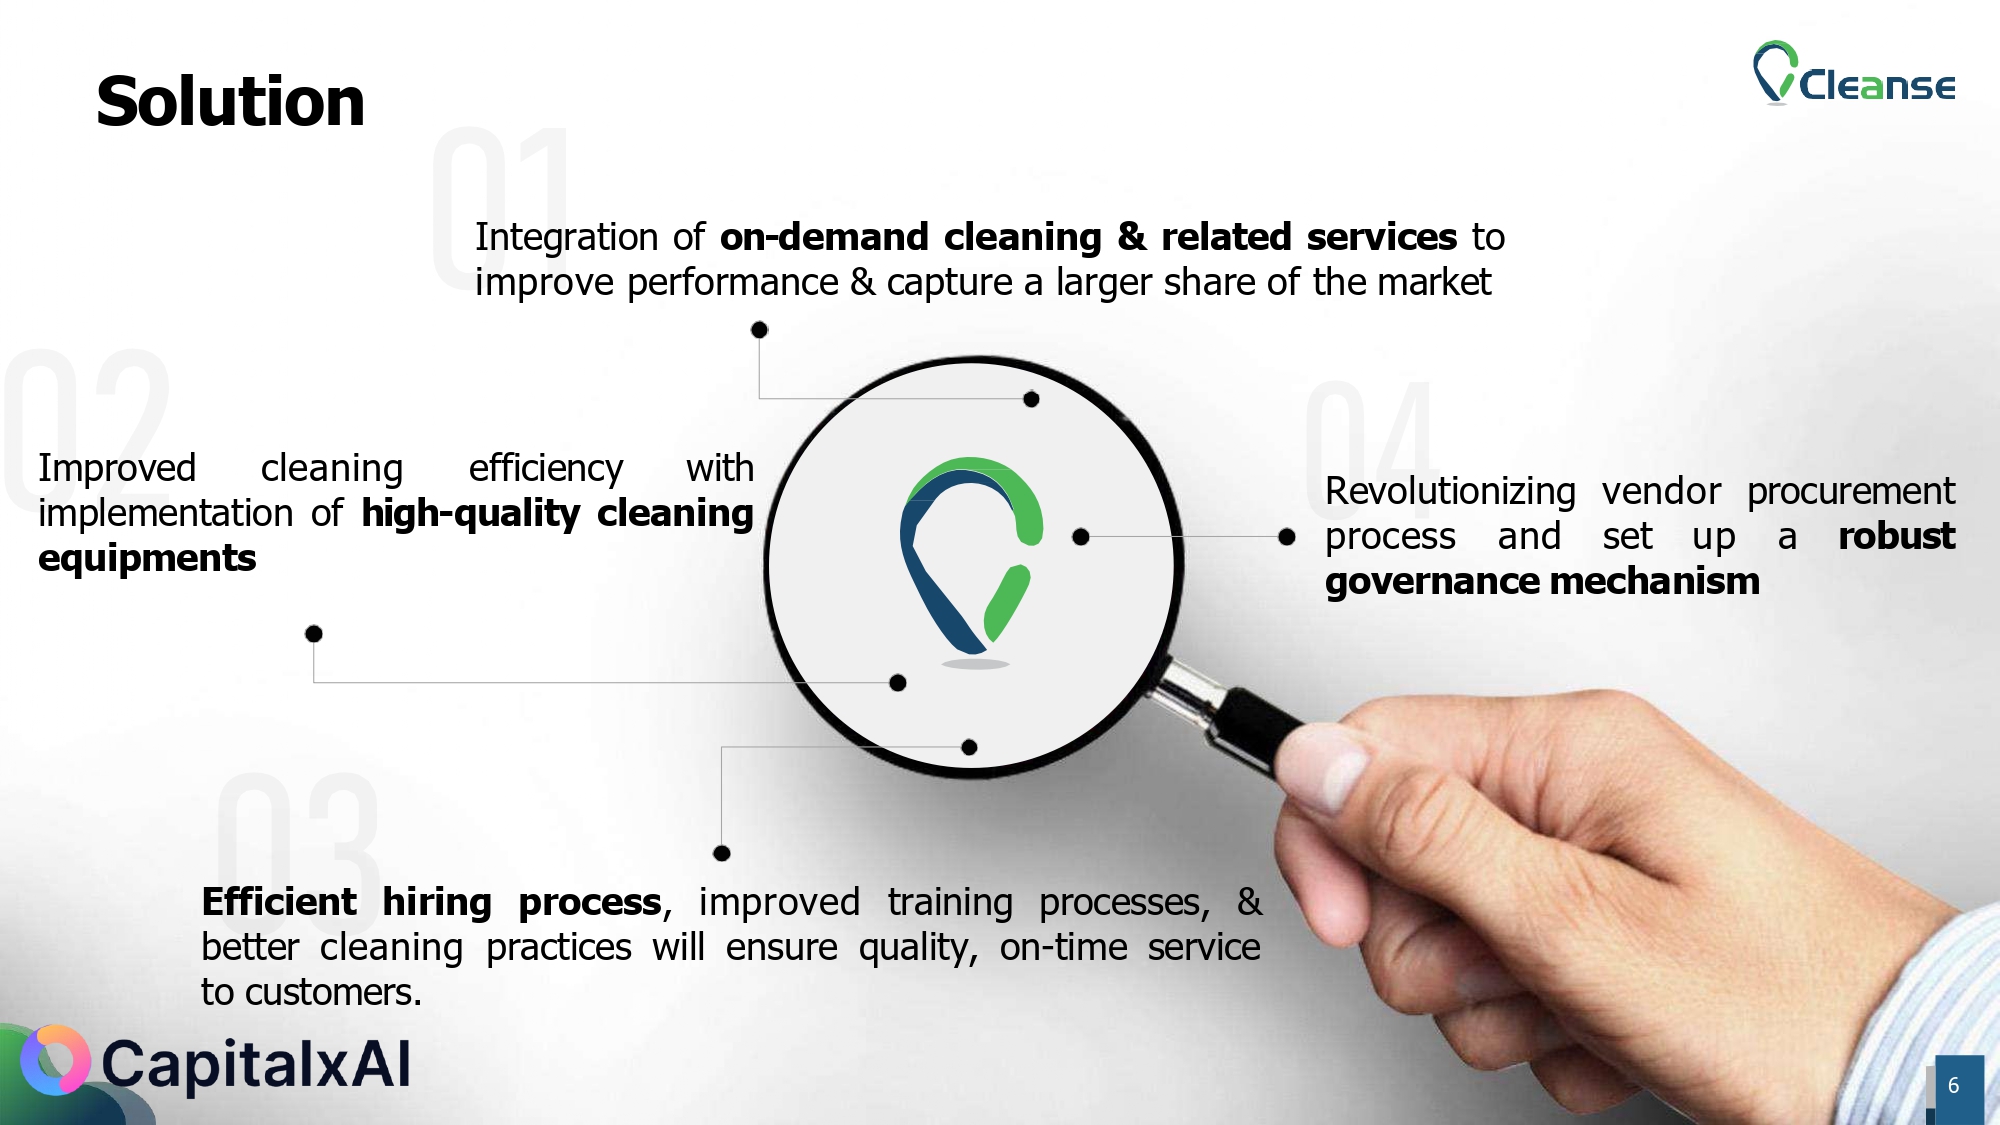 Solution
Cleanse
01
Integration of on-demand cleaning & related services to
improve performance & capture a larger share of the market
02
Improved cleaning efficiency with
implementation of high-quality cleaning
equipments
04
Revolutionizing vendor procurement
process and set up a robust
governance mechanism
03
Efficient hiring process, improved training processes, &
better cleaning practices will ensure quality, on-time service
to customers.
CapitalxAI
6